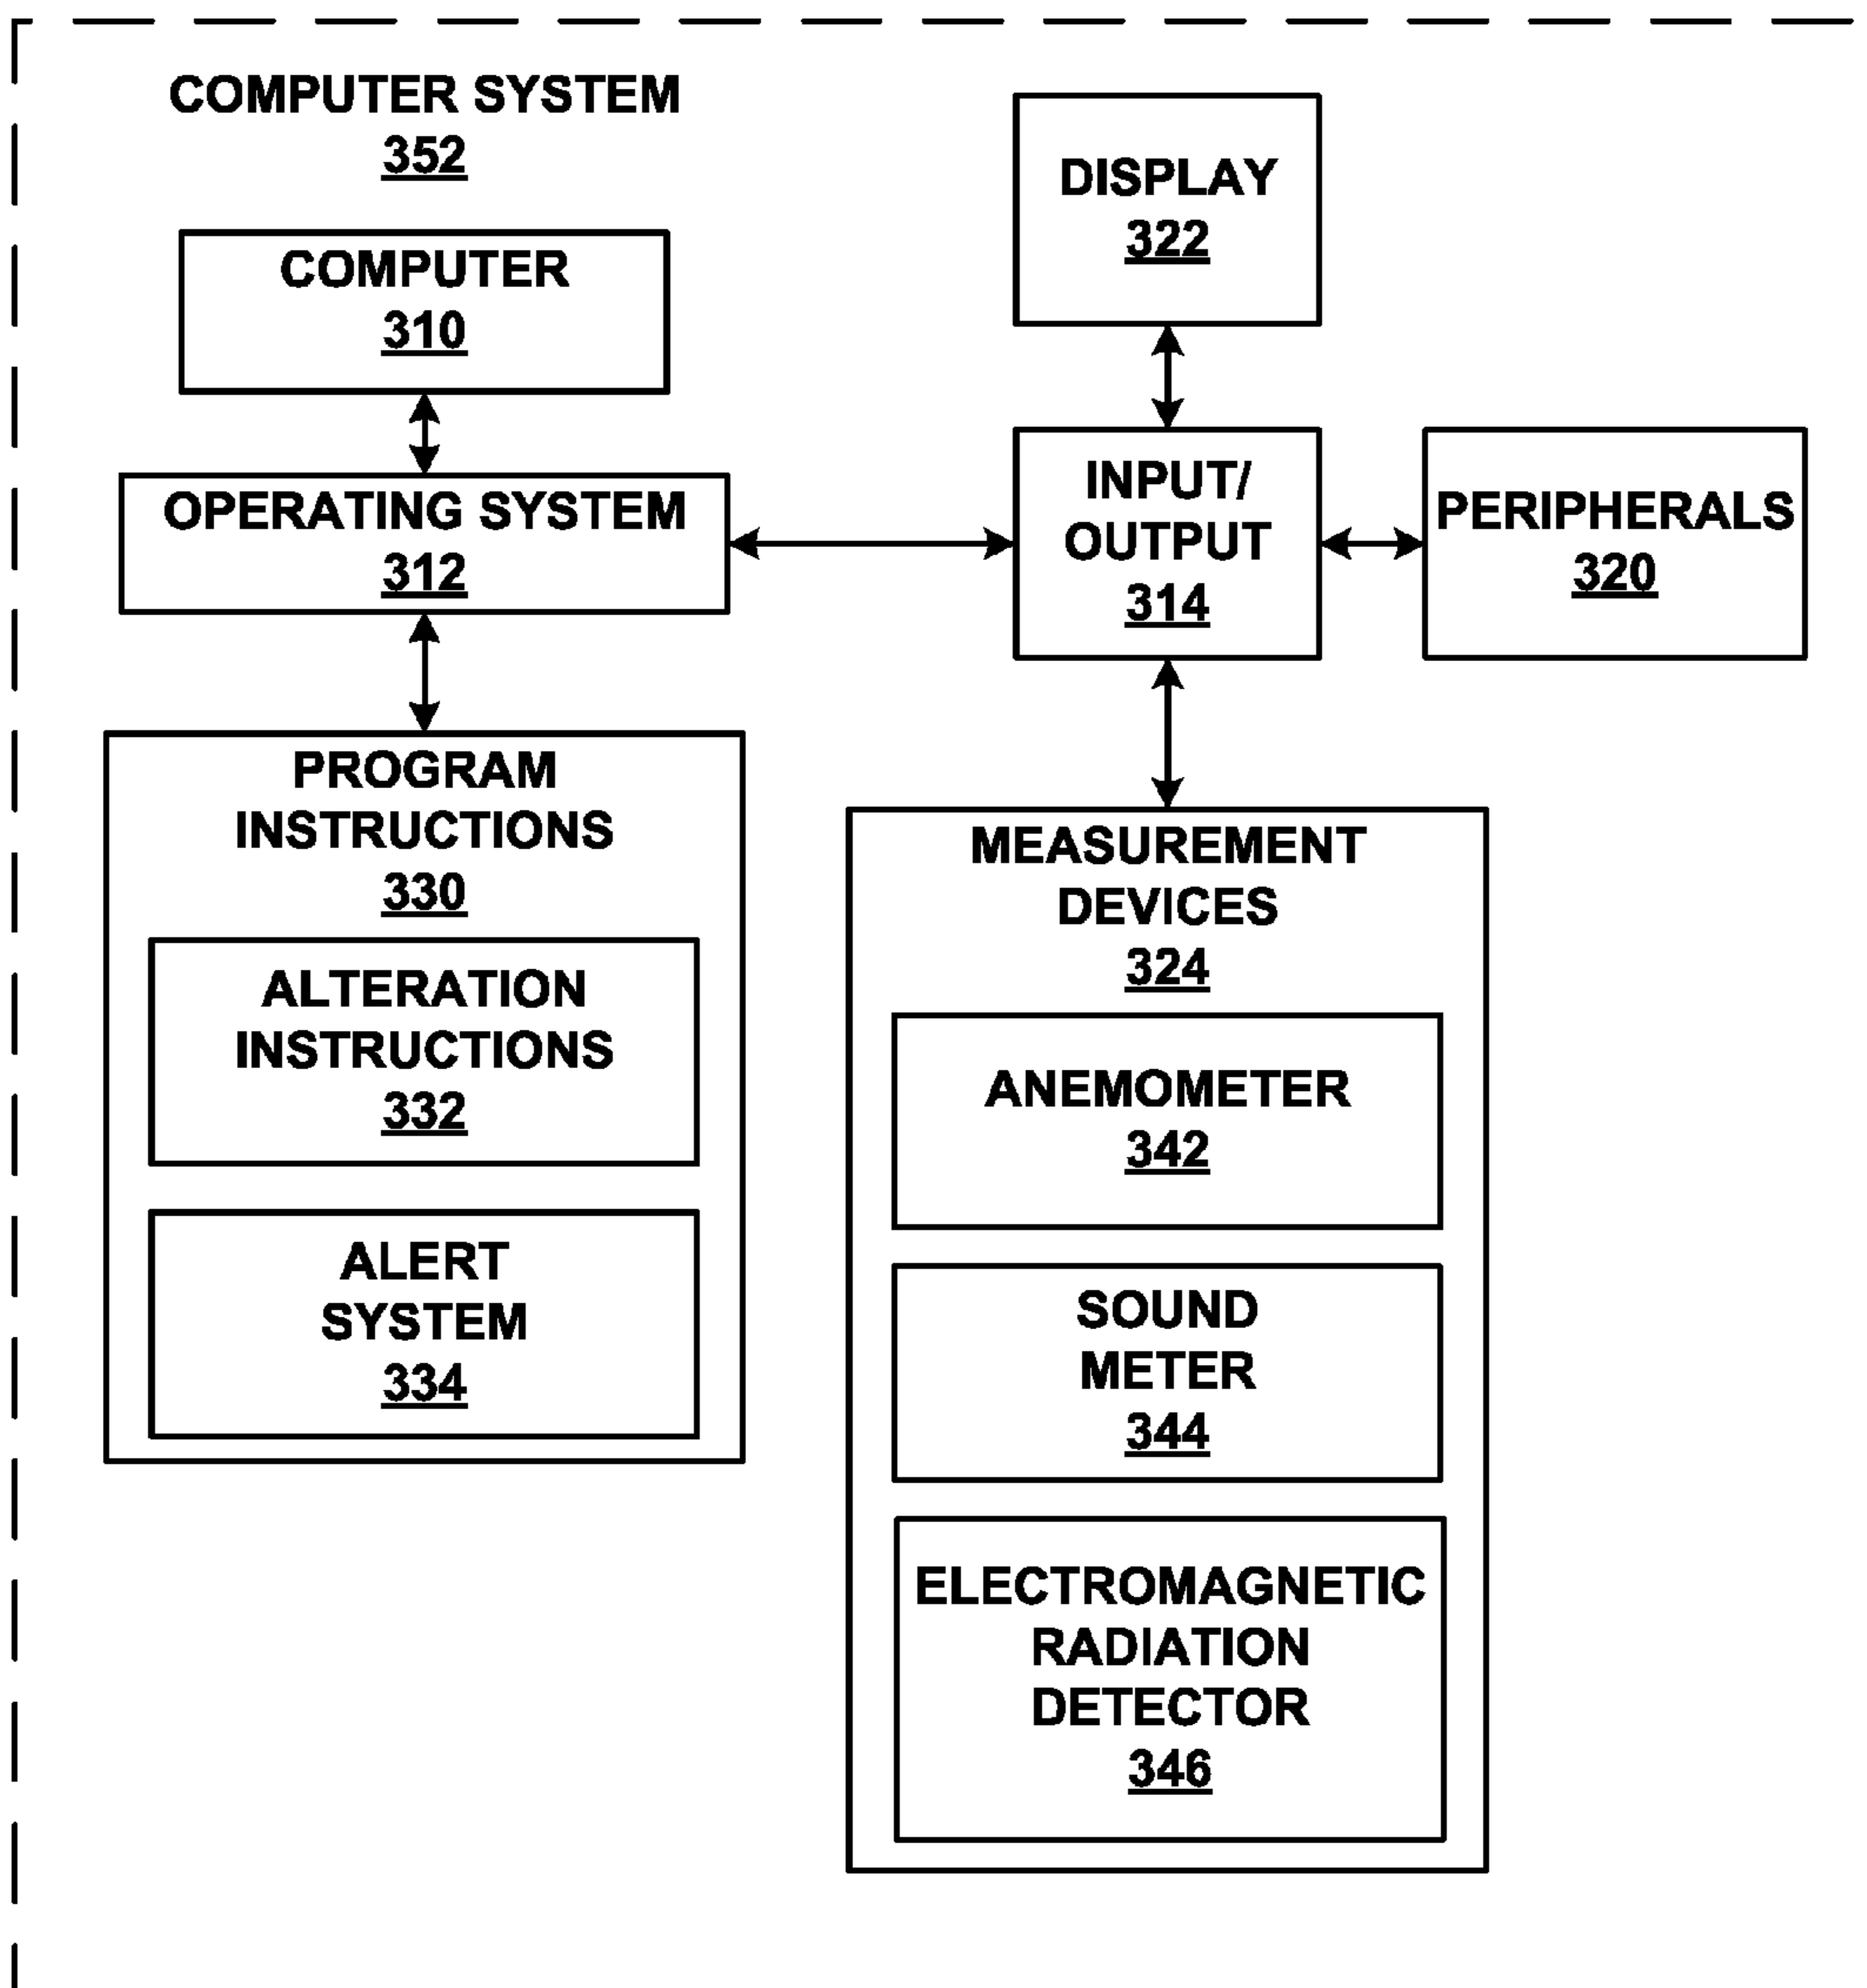 COMPUTER SYSTEM
352
COMPUTER
310
OPERATING SYSTEM
312
PROGRAM
INSTRUCTIONS
330
ALTERATION
INSTRUCTIONS
332
ALERT
SYSTEM
334
DISPLAY
322
INPUT/
OUTPUT
314
PERIPHERALS
320
MEASUREMENT
DEVICES
324
ANEMOMETER
342
SOUND
METER
344
ELECTROMAGNETIC
RADIATION
DETECTOR
346